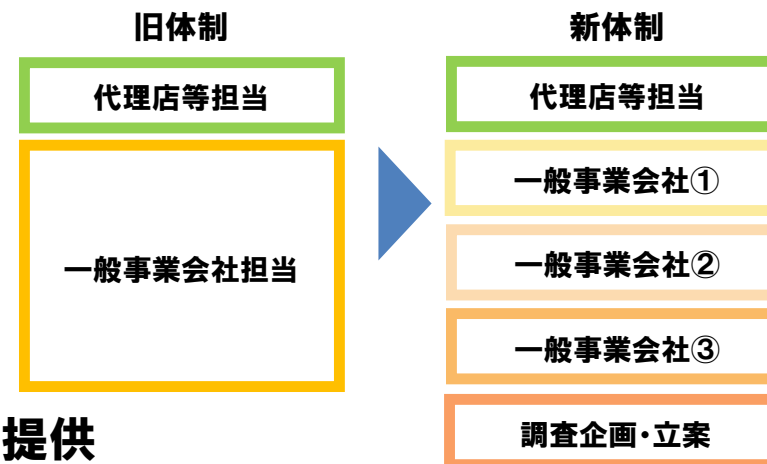 旧体制
代理店等担当
一般事業会社担当
新体制
代理店等担当
一般事業会社①
一般事業会社②
一般事業会社③
調査企画・立案
提供